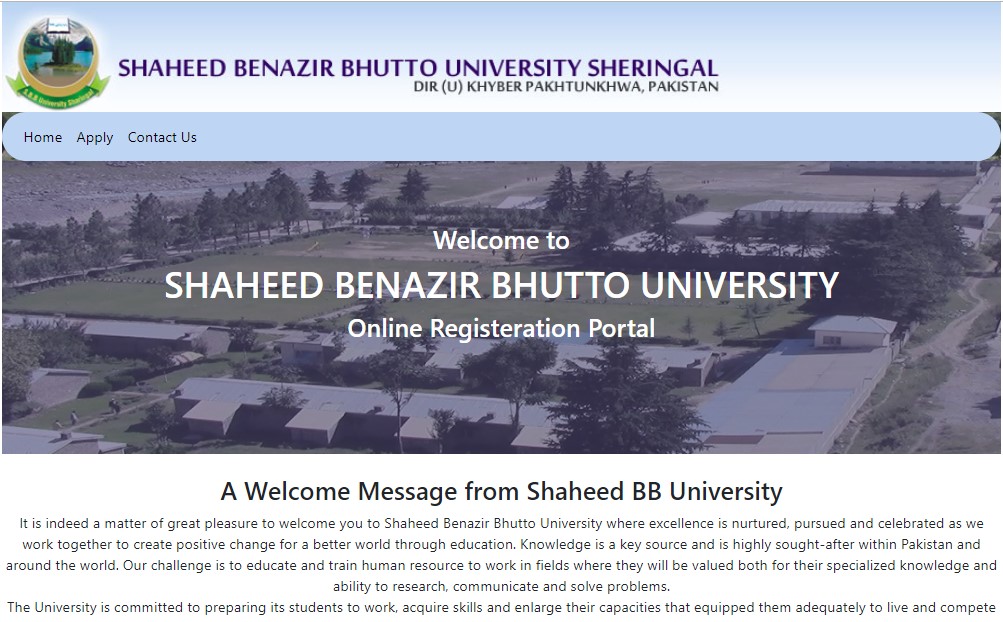 S.B.B University Sheringal
SHAHEED BENAZIR BHUTTO UNIVERSITY SHERINGAL
DIR (U) KHYBER PAKHTUNKHWA, PAKISTAN
Home Apply Contact Us
Welcome to
SHAHEED BENAZIR BHUTTO UNIVERSITY
Online Registeration Portal
A Welcome Message from Shaheed BB University
It is indeed a matter of great pleasure to welcome you to Shaheed Benazir Bhutto University where excellence is nurtured, pursued and celebrated as we
work together to create positive change for a better world through education. Knowledge is a key source and is highly sought-after within Pakistan and
around the world. Our challenge is to educate and train human resource to work in fields where they will be valued both for their specialized knowledge and
ability to research, communicate and solve problems.
The University is committed to preparing its students to work, acquire skills and enlarge their capacities that equipped them adequately to live and compete